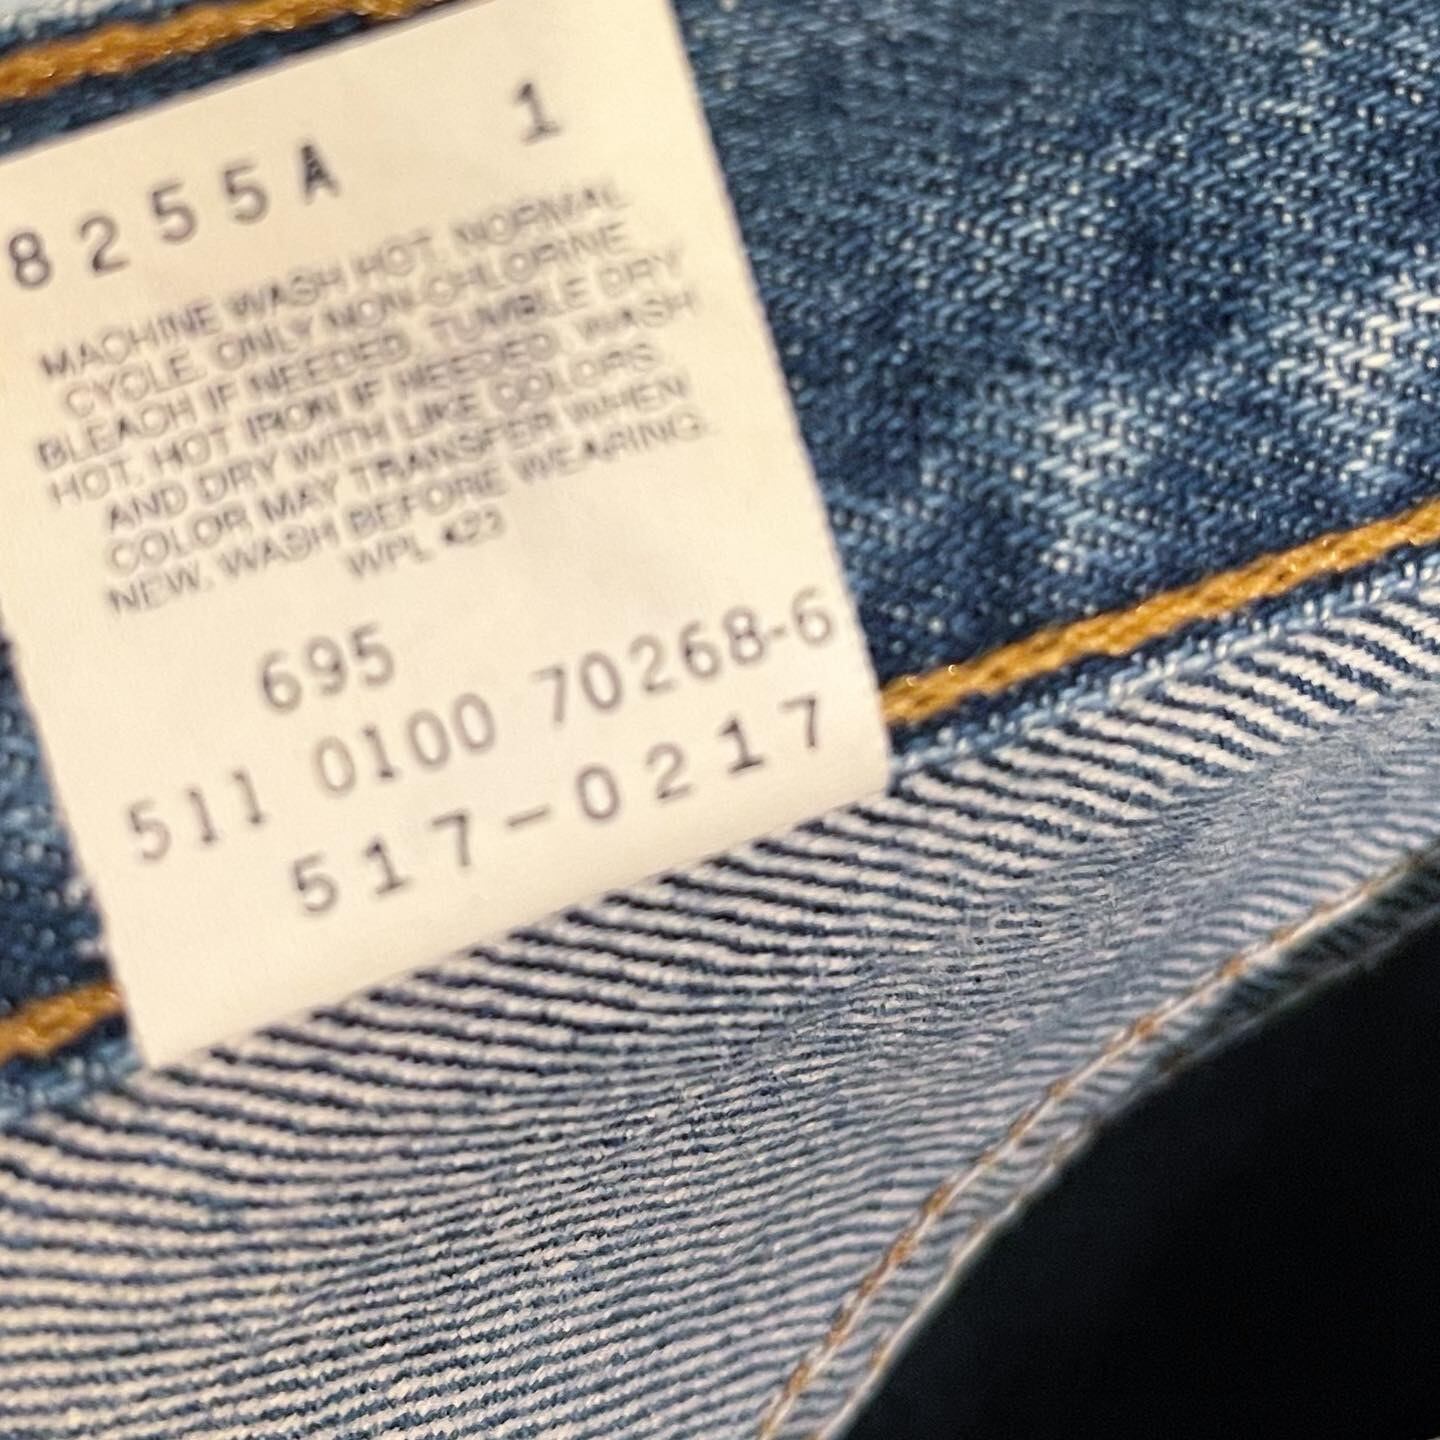 8255A 1
MACHINE WASH HOT, NORMAL
CYCLE. ONLY NON-CHLORINE
BLEACH IF NEEDED. TUMBLE DRY
HOT. HOT IRON IF NEEDED. WASH
AND DRY WITH LIKE COLORS.
COLOR MAY TRANSFER WHEN
NEW. WASH BEFORE WEARING.
WPL 423
695
511 0100 70268-6
517-0217